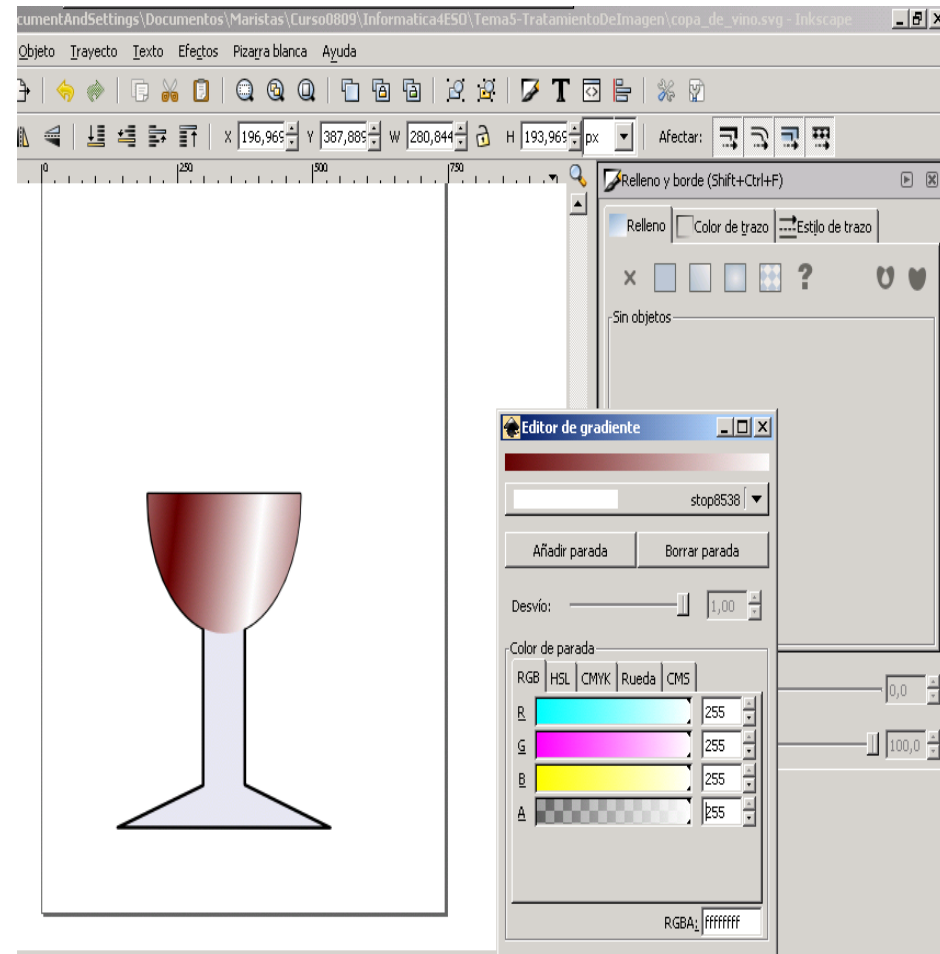 cumentAndSettings\Documentos\Maristas\Curso0809\Informatica4ESO\Tema5-TratamientoDeImagen\copa_de_vino.svg - Inkscape
Objeto Trayecto Texto Efectos Pizarra blanca Ayuda
X 196,969 Y 387,889 W 280,844 H 193,969 px Afectar:
0 250 500 750
Relleno y borde (Shift+Ctrl+F)
Relleno Color de trazo Estilo de trazo
Sin objetos
Editor de gradiente
stop8538
Añadir parada Borrar parada
Desvío: 1,00
Color de parada
RGB HSL CMYK Rueda CMS
R 255
G 255
B 255
A 255
0,0
100,0
RGBA: ffffffff